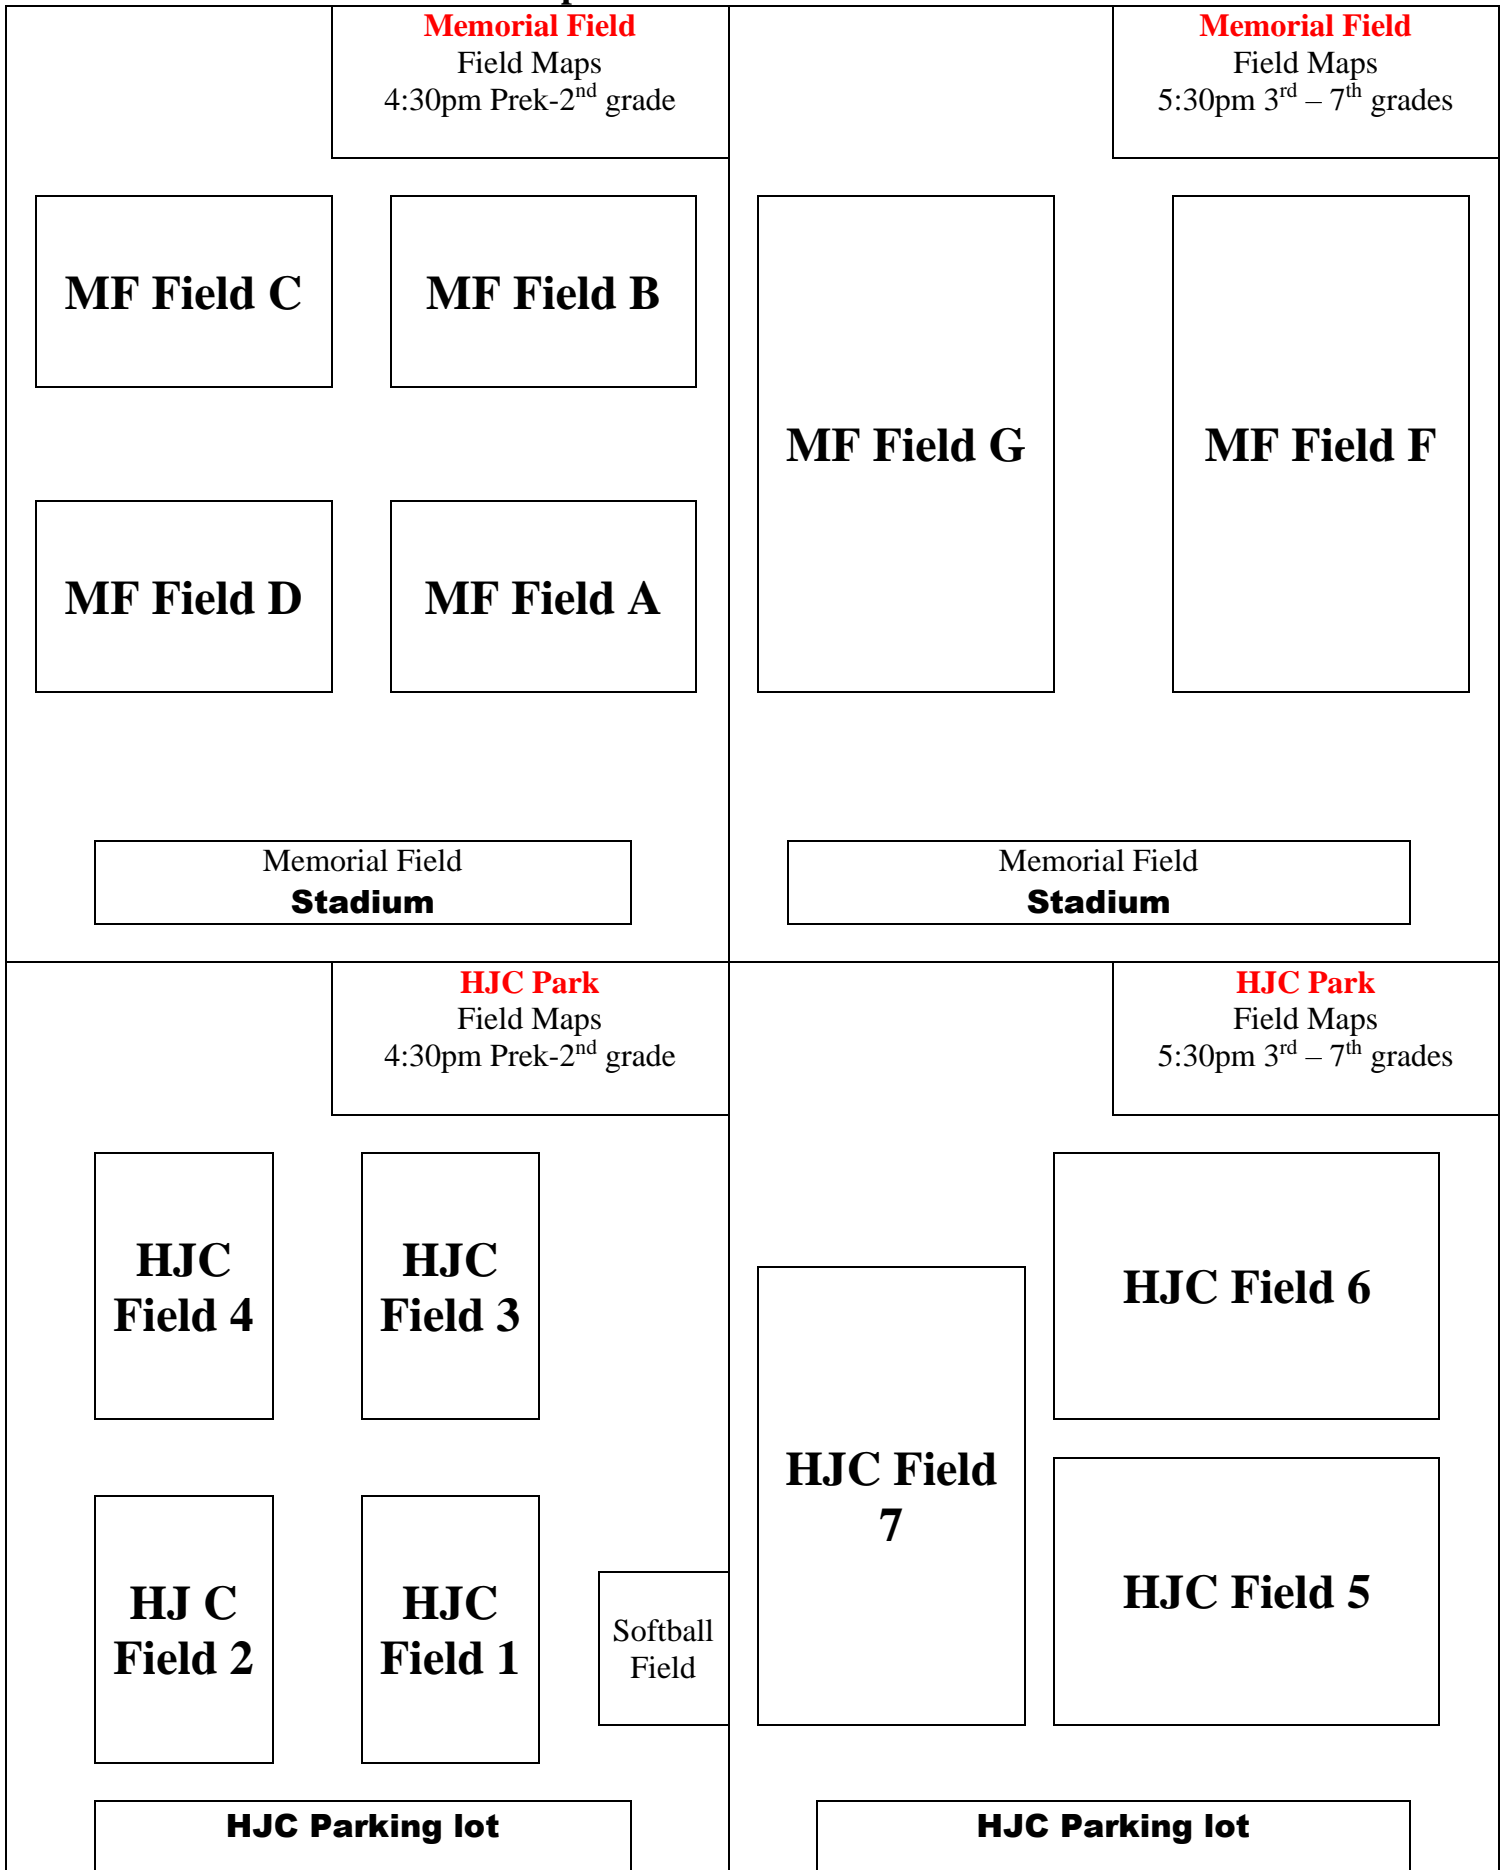 Memorial Field
Field Maps
4:30pm Prek-2nd grade
MF Field C
MF Field B
MF Field D
MF Field A
Memorial Field
Stadium
Memorial Field
Field Maps
5:30pm 3rd – 7th grades
MF Field G
MF Field F
Memorial Field
Stadium
HJC Park
Field Maps
4:30pm Prek-2nd grade
HJC
Field 4
HJC
Field 3
HJ C
Field 2
HJC
Field 1
Softball
Field
HJC Parking lot
HJC Park
Field Maps
5:30pm 3rd – 7th grades
HJC Field 6
HJC Field
7
HJC Field 5
HJC Parking lot